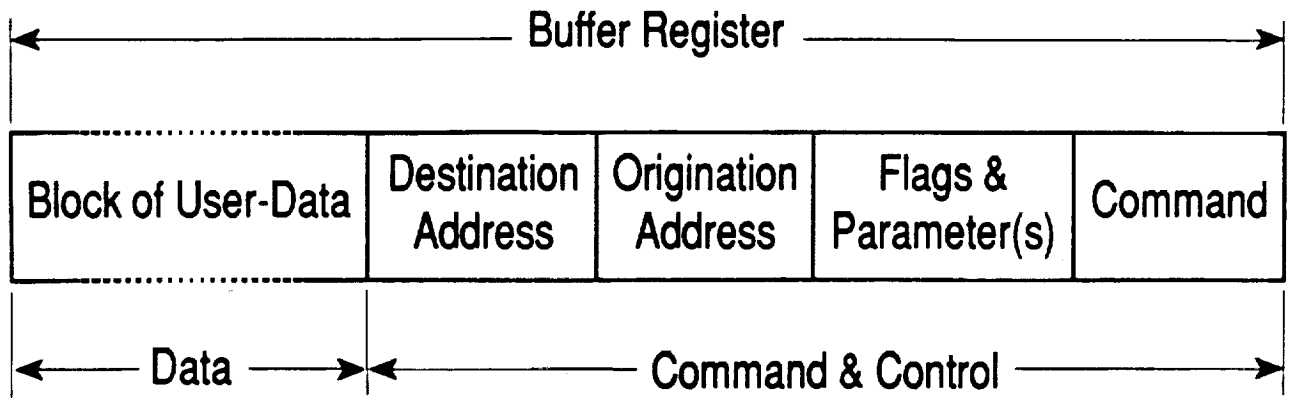 Buffer Register
Block of User-Data
Destination
Address
Origination
Address
Flags &
Parameter(s)
Command
Data
Command & Control